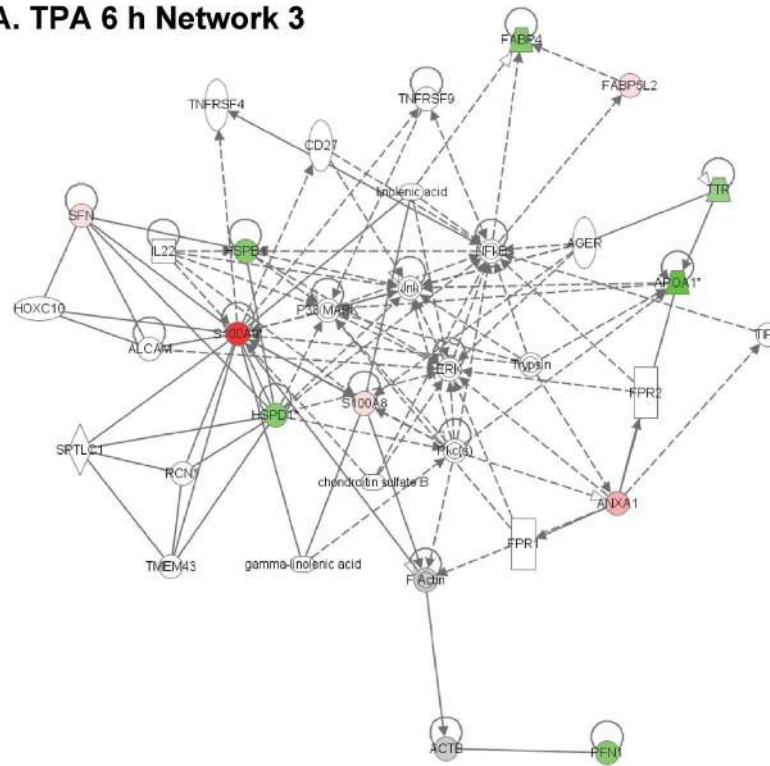 A. TPA 6 h Network 3
FABP4
FABP5L2
TNFRSF4
TNFRSF9
CD27
linolenic acid
TTR
SFN
IL22
HSPB1
NFkB
AGER
APOA1*
Jnk
HOXC10
P38 MAPK
S100A9*
ALCAM
ERK
Trypsin
FPR2
S100A8
HSPD1*
SPTLC1
RCN1
Pkc(s)
chondroitin sulfate B
ANXA1
FPR1
TMEM43
gamma-linolenic acid
F Actin
ACTB
PFN1